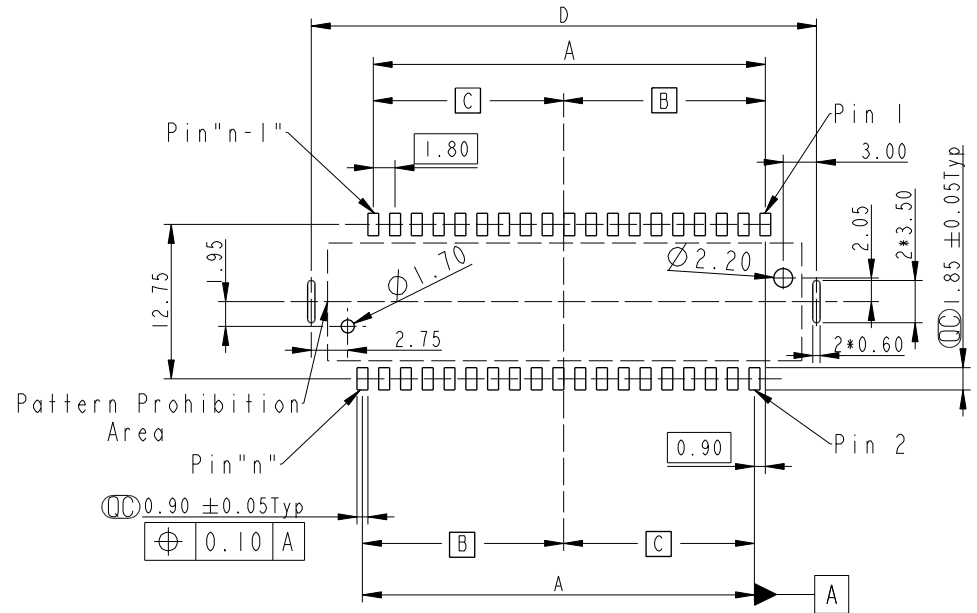 D
A
C
B
Pin"n-1"
Pin 1
1.80
3.00
1.85 ±0.05Typ
QC
2.05
2*3.50
1.95
12.75
Ø1.70
Ø2.20
2.75
2*0.60
Pattern Prohibition
Area
Pin"n"
0.90
Pin 2
QC 0.90 ±0.05Typ
⌖ 0.10 A
B
C
A
A